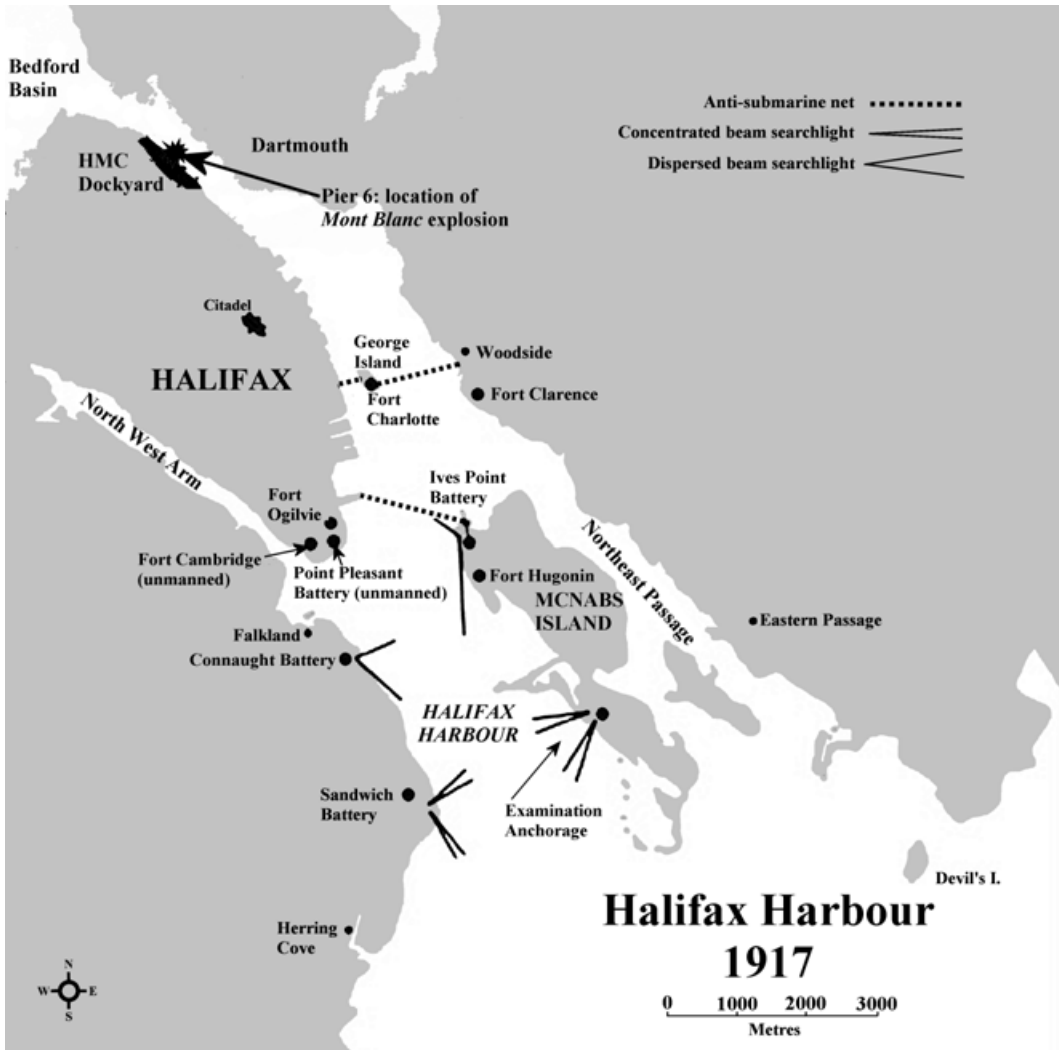 Bedford
Basin
Anti-submarine net
Concentrated beam searchlight
Dispersed beam searchlight
HMC
Dockyard
Dartmouth
Pier 6: location of
Mont Blanc explosion
Citadel
HALIFAX
George
Island
Fort
Charlotte
Woodside
Fort Clarence
North West Arm
Ives Point
Battery
Fort
Ogilvie
Fort Cambridge
(unmanned)
Point Pleasant
Battery (unmanned)
Fort Hugonin
MCNABS
ISLAND
Northeast Passage
Eastern Passage
Falkland
Connaught Battery
HALIFAX
HARBOUR
Sandwich
Battery
Examination
Anchorage
Devil's I.
Herring
Cove
Halifax Harbour
1917
N
W E
S
0 1000 2000 3000
Metres